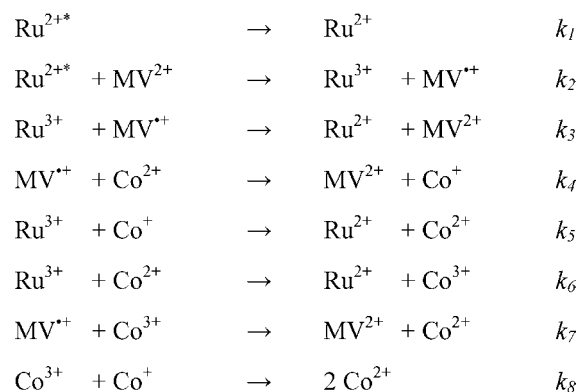 Ru²⁺* → Ru²⁺ k₁
Ru²⁺* + MV²⁺ → Ru³⁺ + MV•⁺ k₂
Ru³⁺ + MV•⁺ → Ru²⁺ + MV²⁺ k₃
MV•⁺ + Co²⁺ → MV²⁺ + Co⁺ k₄
Ru³⁺ + Co⁺ → Ru²⁺ + Co²⁺ k₅
Ru³⁺ + Co²⁺ → Ru²⁺ + Co³⁺ k₆
MV•⁺ + Co³⁺ → MV²⁺ + Co²⁺ k₇
Co³⁺ + Co⁺ → 2 Co²⁺ k₈